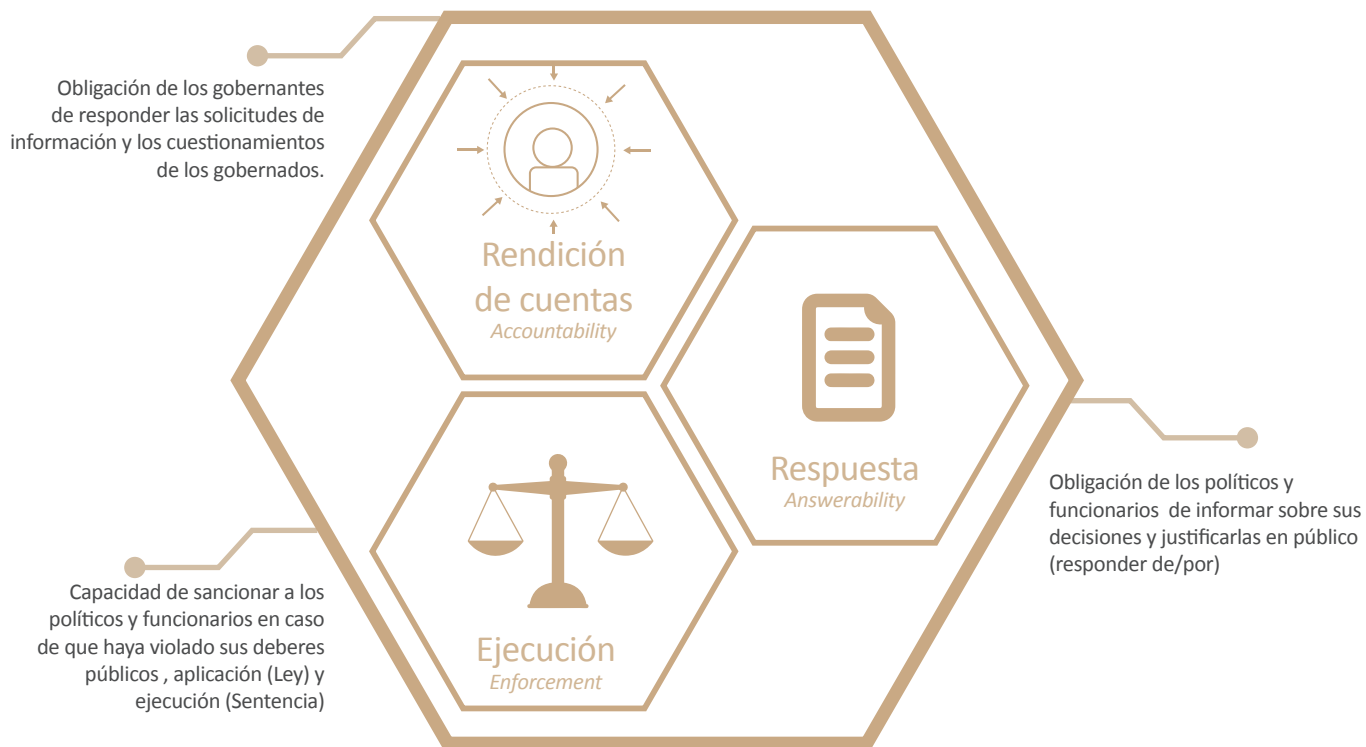 Obligación de los gobernantes
de responder las solicitudes de
información y los cuestionamientos
de los gobernados.
Rendición
de cuentas
Accountability
Respuesta
Answerability
Obligación de los políticos y
funcionarios  de informar sobre sus
decisiones y justificarlas en público
(responder de/por)
Ejecución
Enforcement
Capacidad de sancionar a los
políticos y funcionarios en caso
de que haya violado sus deberes
públicos , aplicación (Ley) y
ejecución (Sentencia)